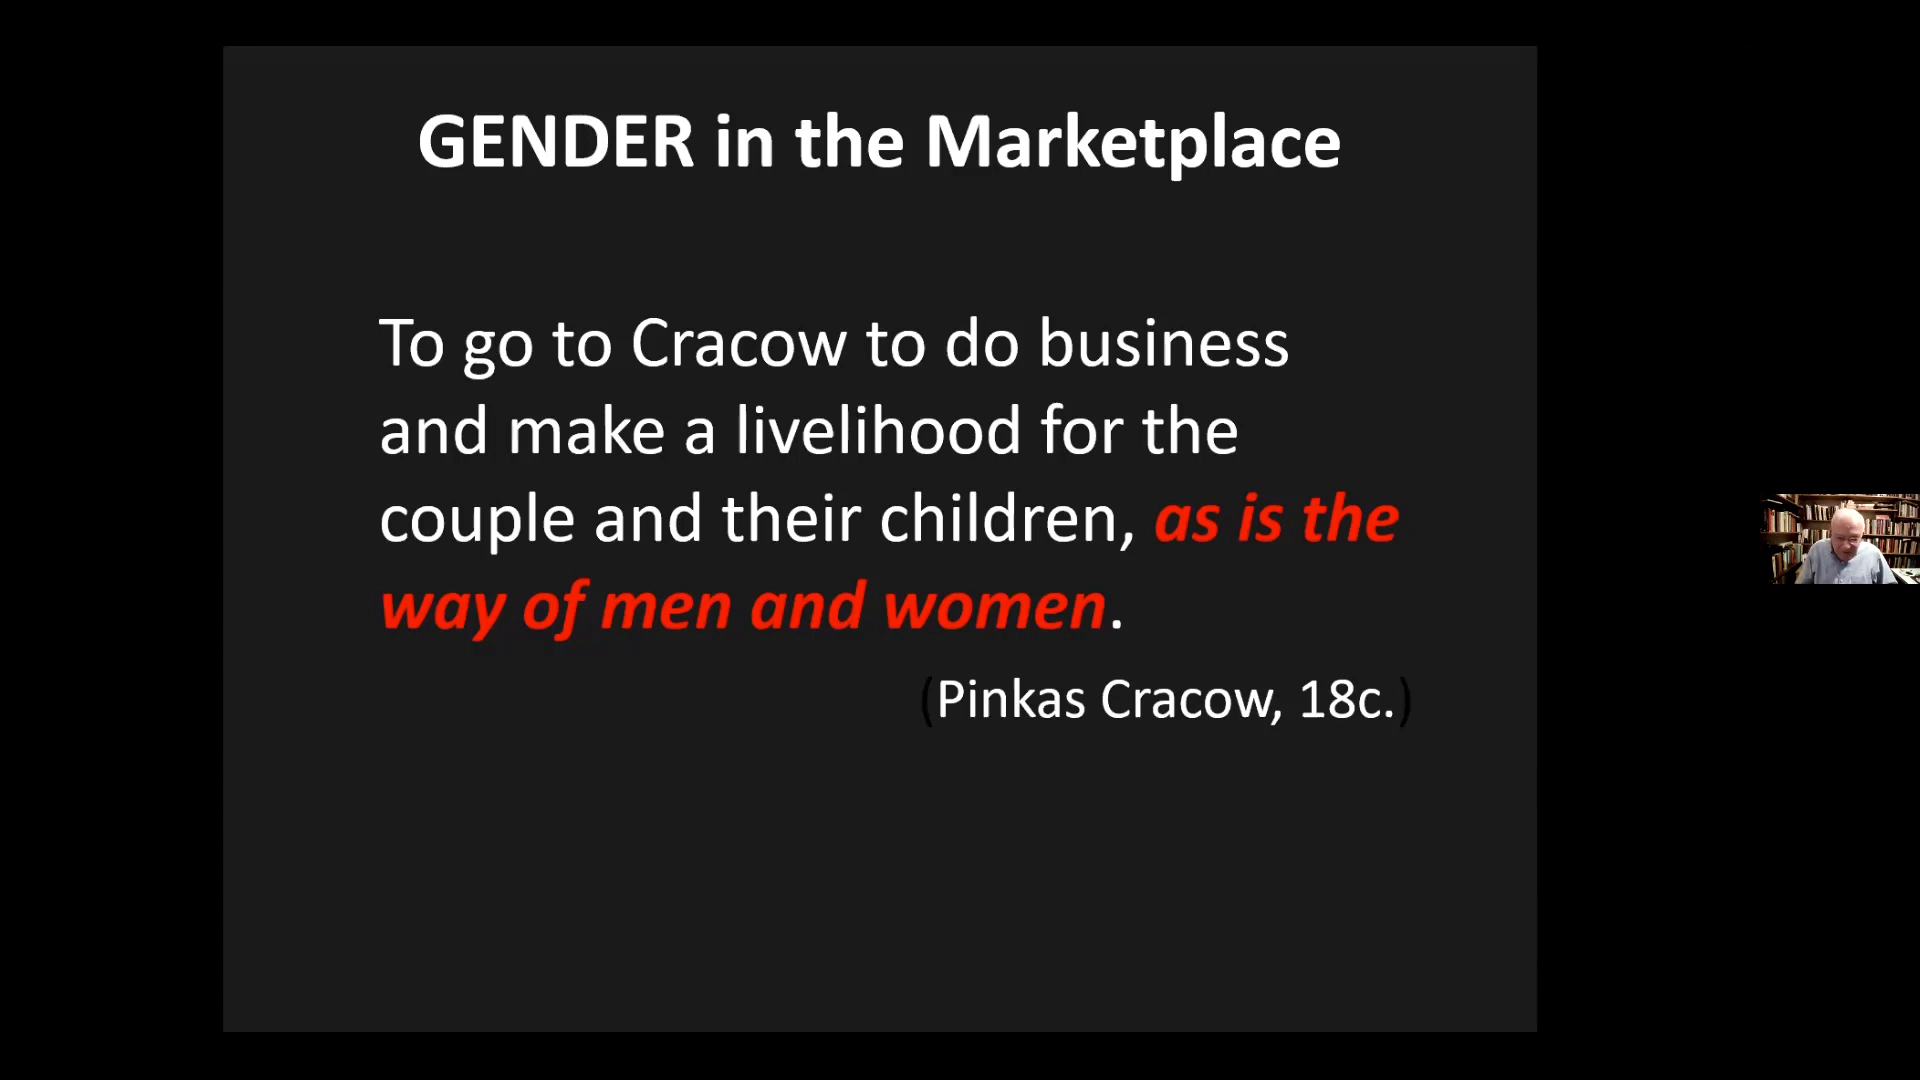 GENDER in the Marketplace
To go to Cracow to do business
and make a livelihood for the
couple and their children, as is the
way of men and women.
(Pinkas Cracow, 18c.)